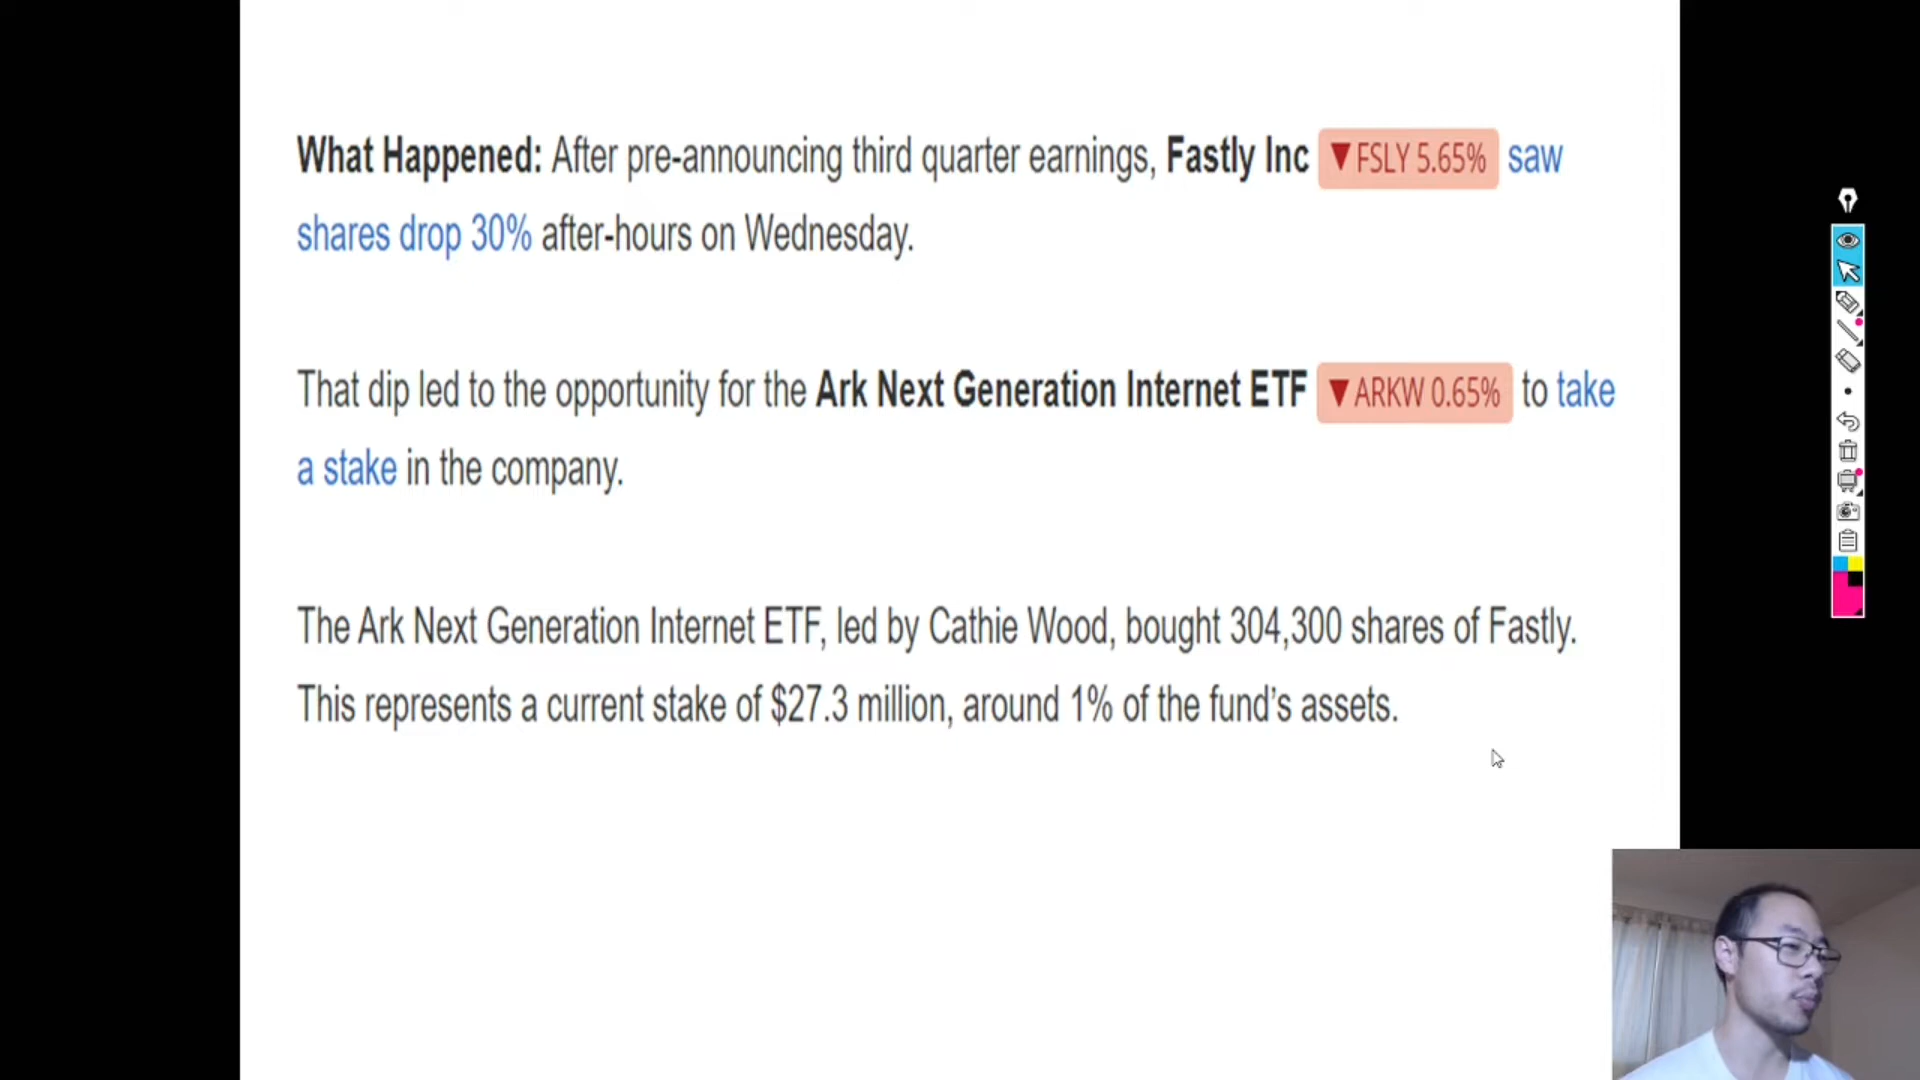 What Happened: After pre-announcing third quarter earnings, Fastly Inc ▼FSLY 5.65% saw
shares drop 30% after-hours on Wednesday.
That dip led to the opportunity for the Ark Next Generation Internet ETF ▼ARKW 0.65% to take
a stake in the company.
The Ark Next Generation Internet ETF, led by Cathie Wood, bought 304,300 shares of Fastly.
This represents a current stake of $27.3 million, around 1% of the fund's assets.